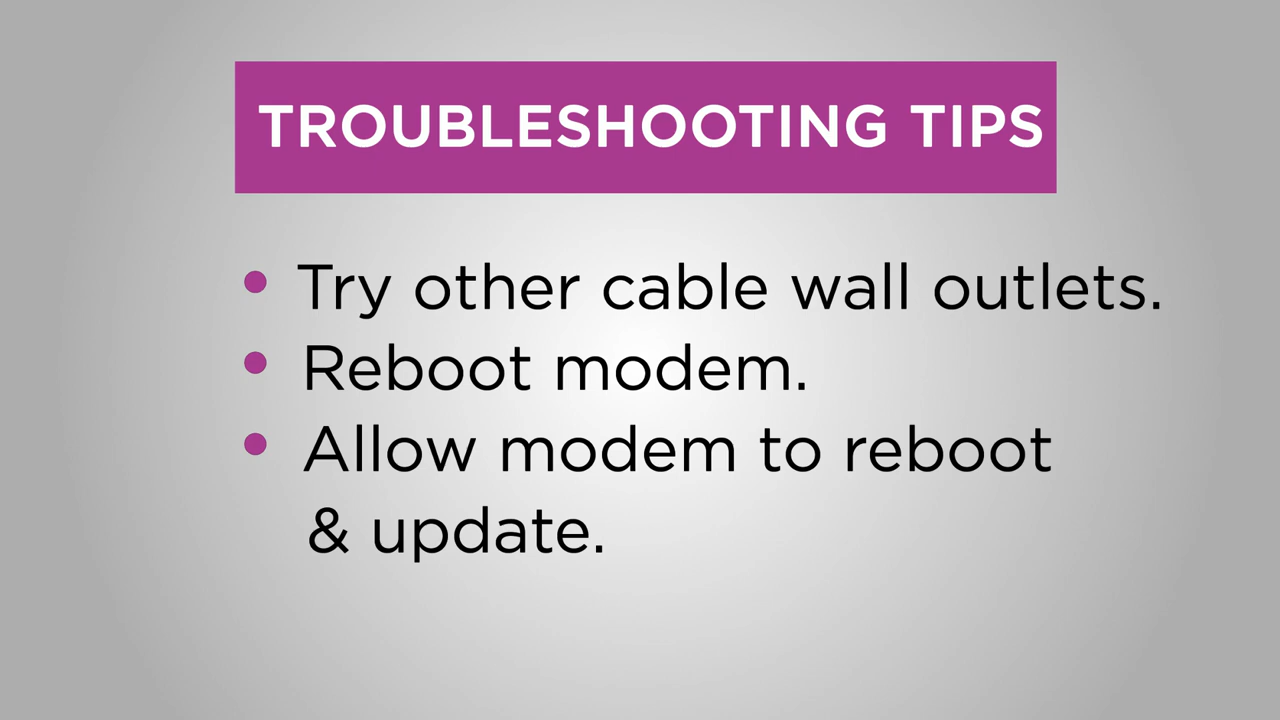 TROUBLESHOOTING TIPS
• Try other cable wall outlets.
• Reboot modem.
• Allow modem to reboot
& update.